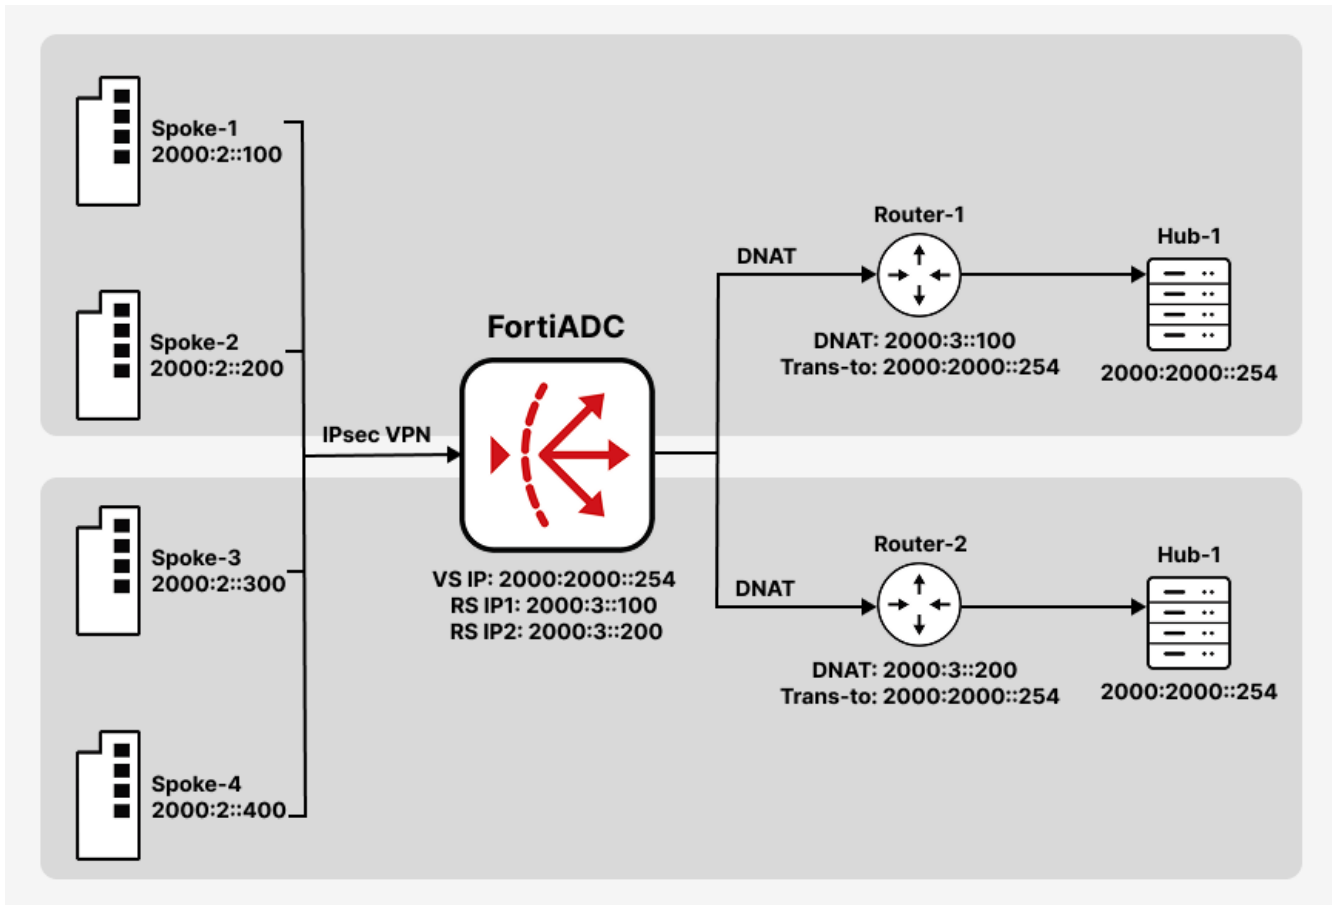 Spoke-1
2000:2::100
Spoke-2
2000:2::200
Spoke-3
2000:2::300
Spoke-4
2000:2::400
IPsec VPN
FortiADC
VS IP: 2000:2000::254
RS IP1: 2000:3::100
RS IP2: 2000:3::200
DNAT
Router-1
DNAT: 2000:3::100
Trans-to: 2000:2000::254
Hub-1
2000:2000::254
DNAT
Router-2
DNAT: 2000:3::200
Trans-to: 2000:2000::254
Hub-1
2000:2000::254